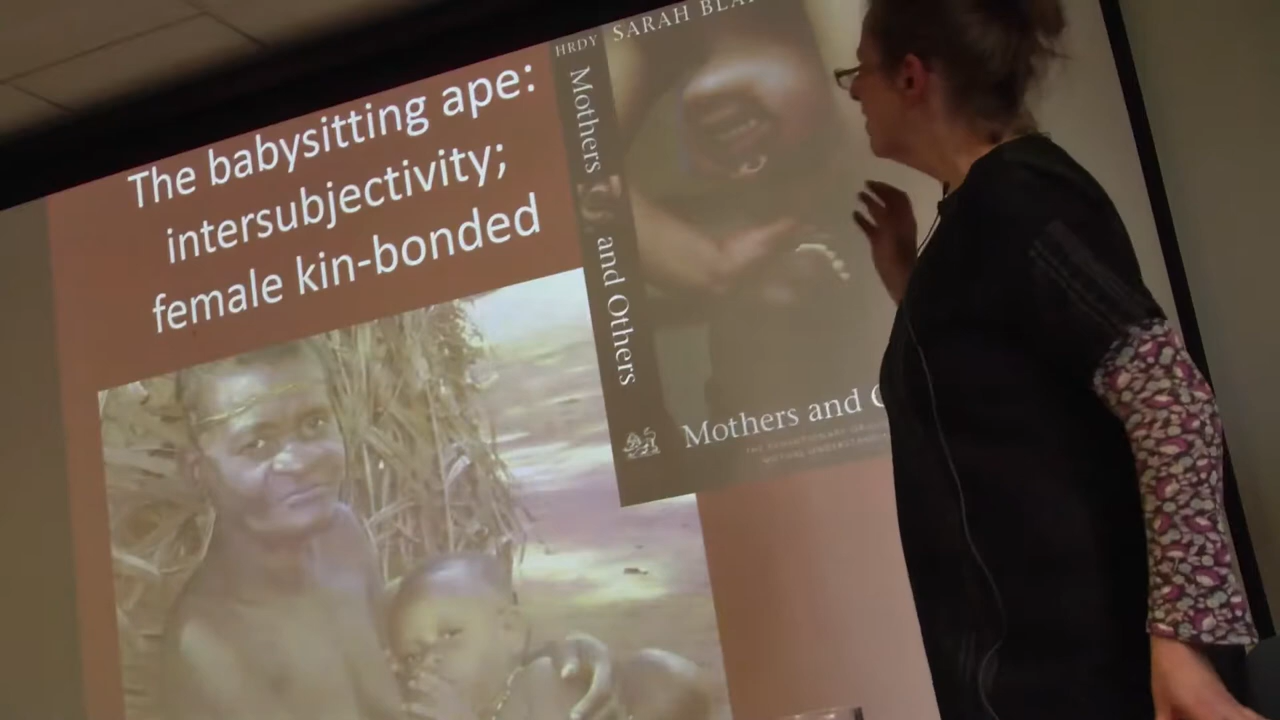 The babysitting ape:
intersubjectivity;
female kin-bonded
HRDY Mothers and Others
SARAH BLA
Mothers and O